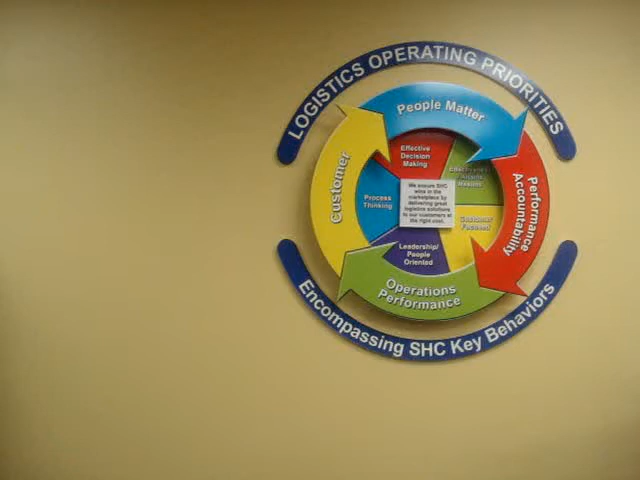 LOGISTICS OPERATING PRIORITIES
People Matter
Performance
Accountability
Operations
Performance
Customer
Effective
Decision
Making
Results
Customer
Focused
Leadership/
People
Oriented
Process
Thinking
We ensure SHC
wins in the
marketplace by
delivering great
logistics solutions
to our customers at
the right cost.
Encompassing SHC Key Behaviors